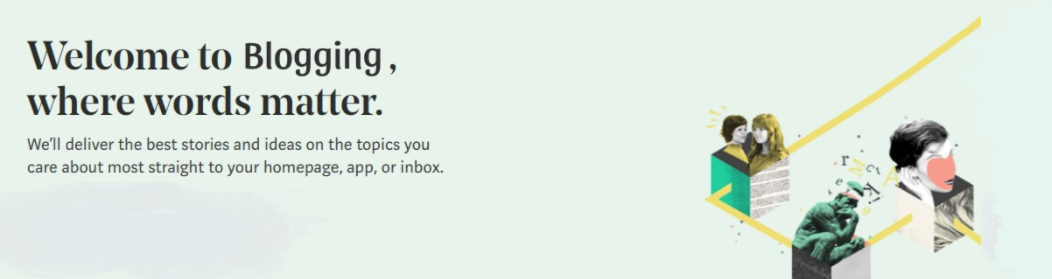 Welcome to Blogging ,
where words matter.
We'll deliver the best stories and ideas on the topics you
care about most straight to your homepage, app, or inbox.